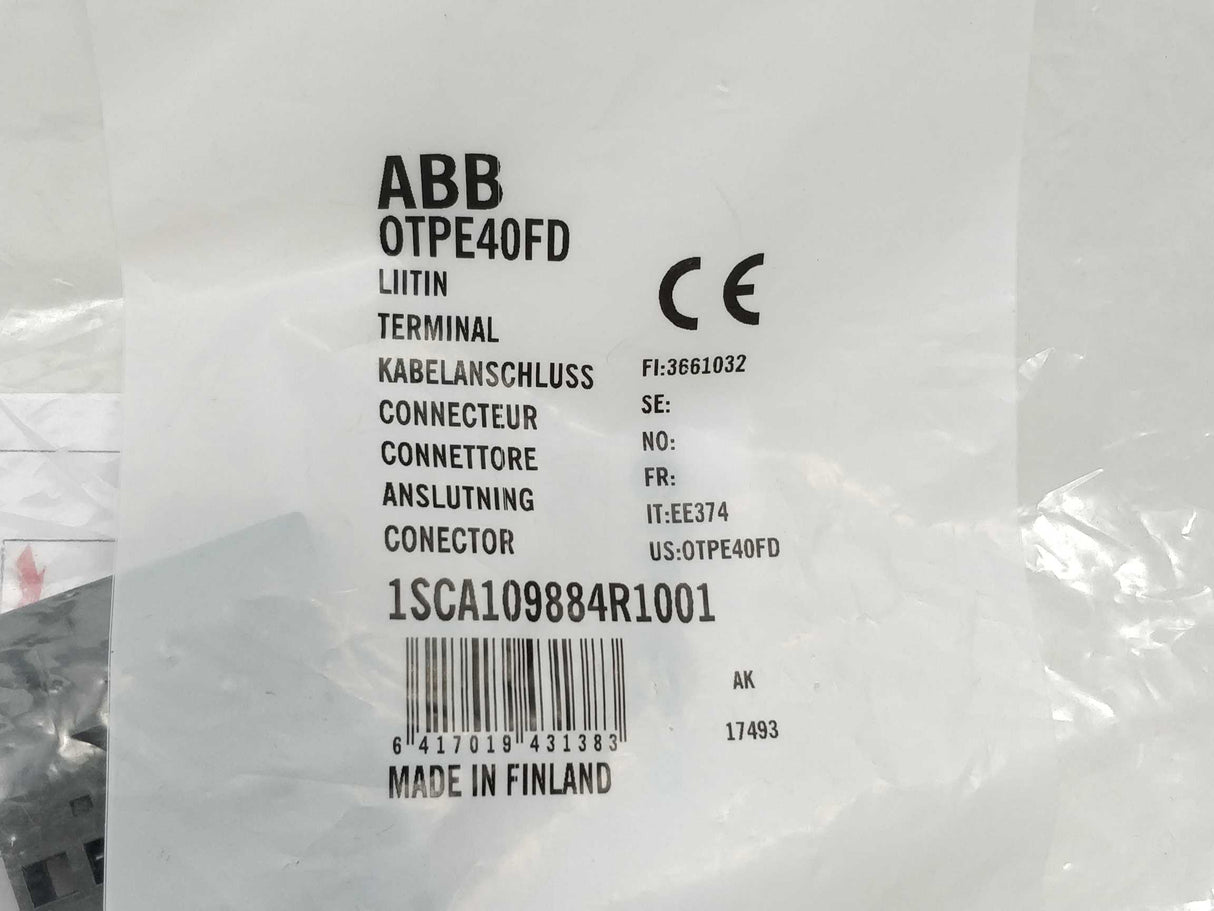 ABB
OTPE40FD
LIITIN
TERMINAL
KABELANSCHLUSS
CONNECTEUR
CONNETTORE
ANSLUTNING
CONECTOR
CE
FI:3661032
SE:
NO:
FR:
IT:EE374
US:OTPE40FD
1SCA109884R1001
6 417019 431383
AK
17493
MADE IN FINLAND